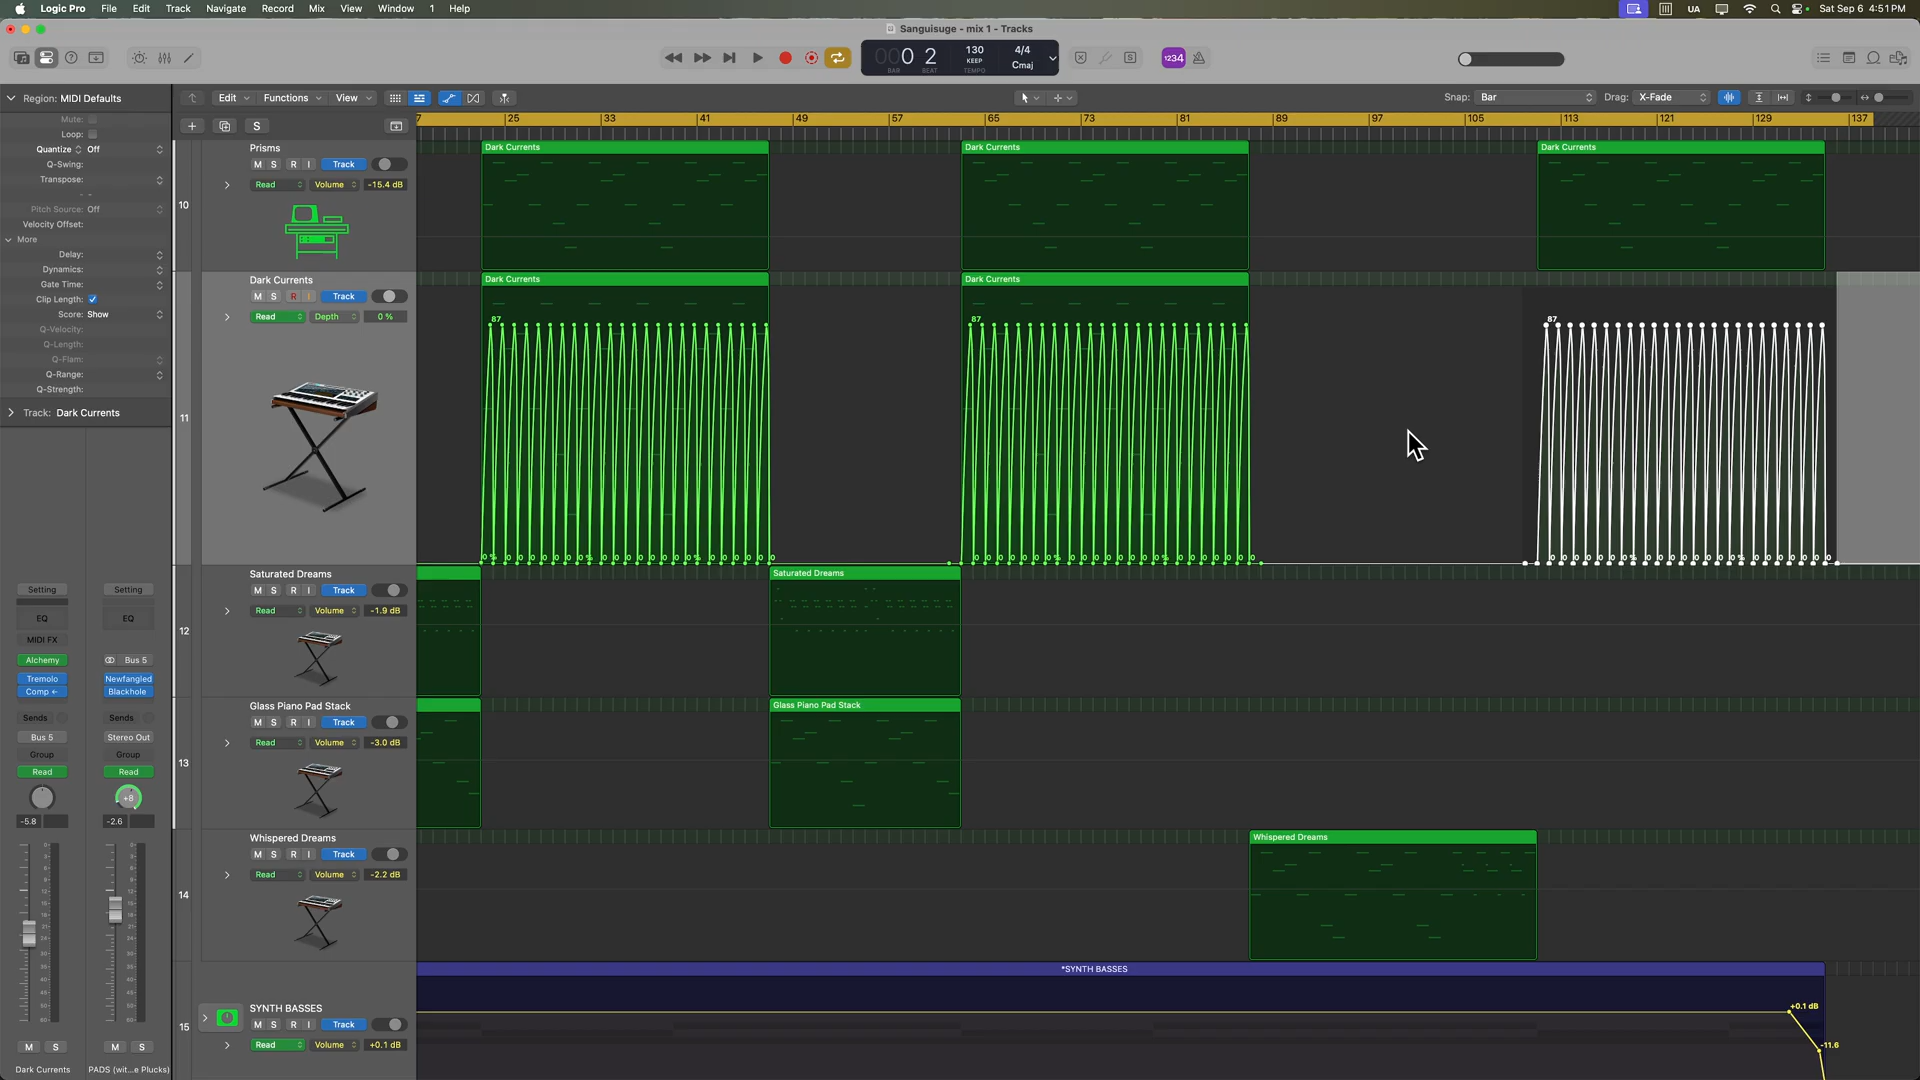 Logic Pro File Edit Track Navigate Record Mix View Window 1 Help
UA Sat Sep 6 4:51 PM
Sanguisuge - mix 1 - Tracks
000 2 130 4/4
KEEP Cmaj
BAR BEAT TEMPO
1234
S
Region: MIDI Defaults
Mute:
Loop:
Quantize Off
Q-Swing:
Transpose:
Pitch Source: Off
Velocity Offset:
More
Delay:
Dynamics:
Gate Time:
Clip Length:
Score: Show
Q-Velocity:
Q-Length:
Q-Flam:
Q-Range:
Q-Strength:
Track: Dark Currents
Setting Setting
EQ EQ
MIDI FX
Alchemy Bus 5
Tremolo Newfangled
Comp Blackhole
Sends Sends
Bus 5 Stereo Out
Group Group
Read Read
+8
-5.8 -2.6
M S M S
Dark Currents PADS (wit...e Plucks)
Edit Functions View
Snap: Bar Drag: X-Fade
S
7 25 33 41 49 57 65 73 81 89 97 105 113 121 129 137
10
Prisms
M S R I Track
Read Volume -15.4 dB
Dark Currents Dark Currents Dark Currents
11
Dark Currents
M S R I Track
Read Depth 0 %
Dark Currents Dark Currents
87 87 87
12
Saturated Dreams
M S R I Track
Read Volume -1.9 dB
Saturated Dreams
13
Glass Piano Pad Stack
M S R I Track
Read Volume -3.0 dB
Glass Piano Pad Stack
14
Whispered Dreams
M S R I Track
Read Volume -2.2 dB
Whispered Dreams
15
SYNTH BASSES
M S R I Track
Read Volume +0.1 dB
*SYNTH BASSES
+0.1 dB
-11.6